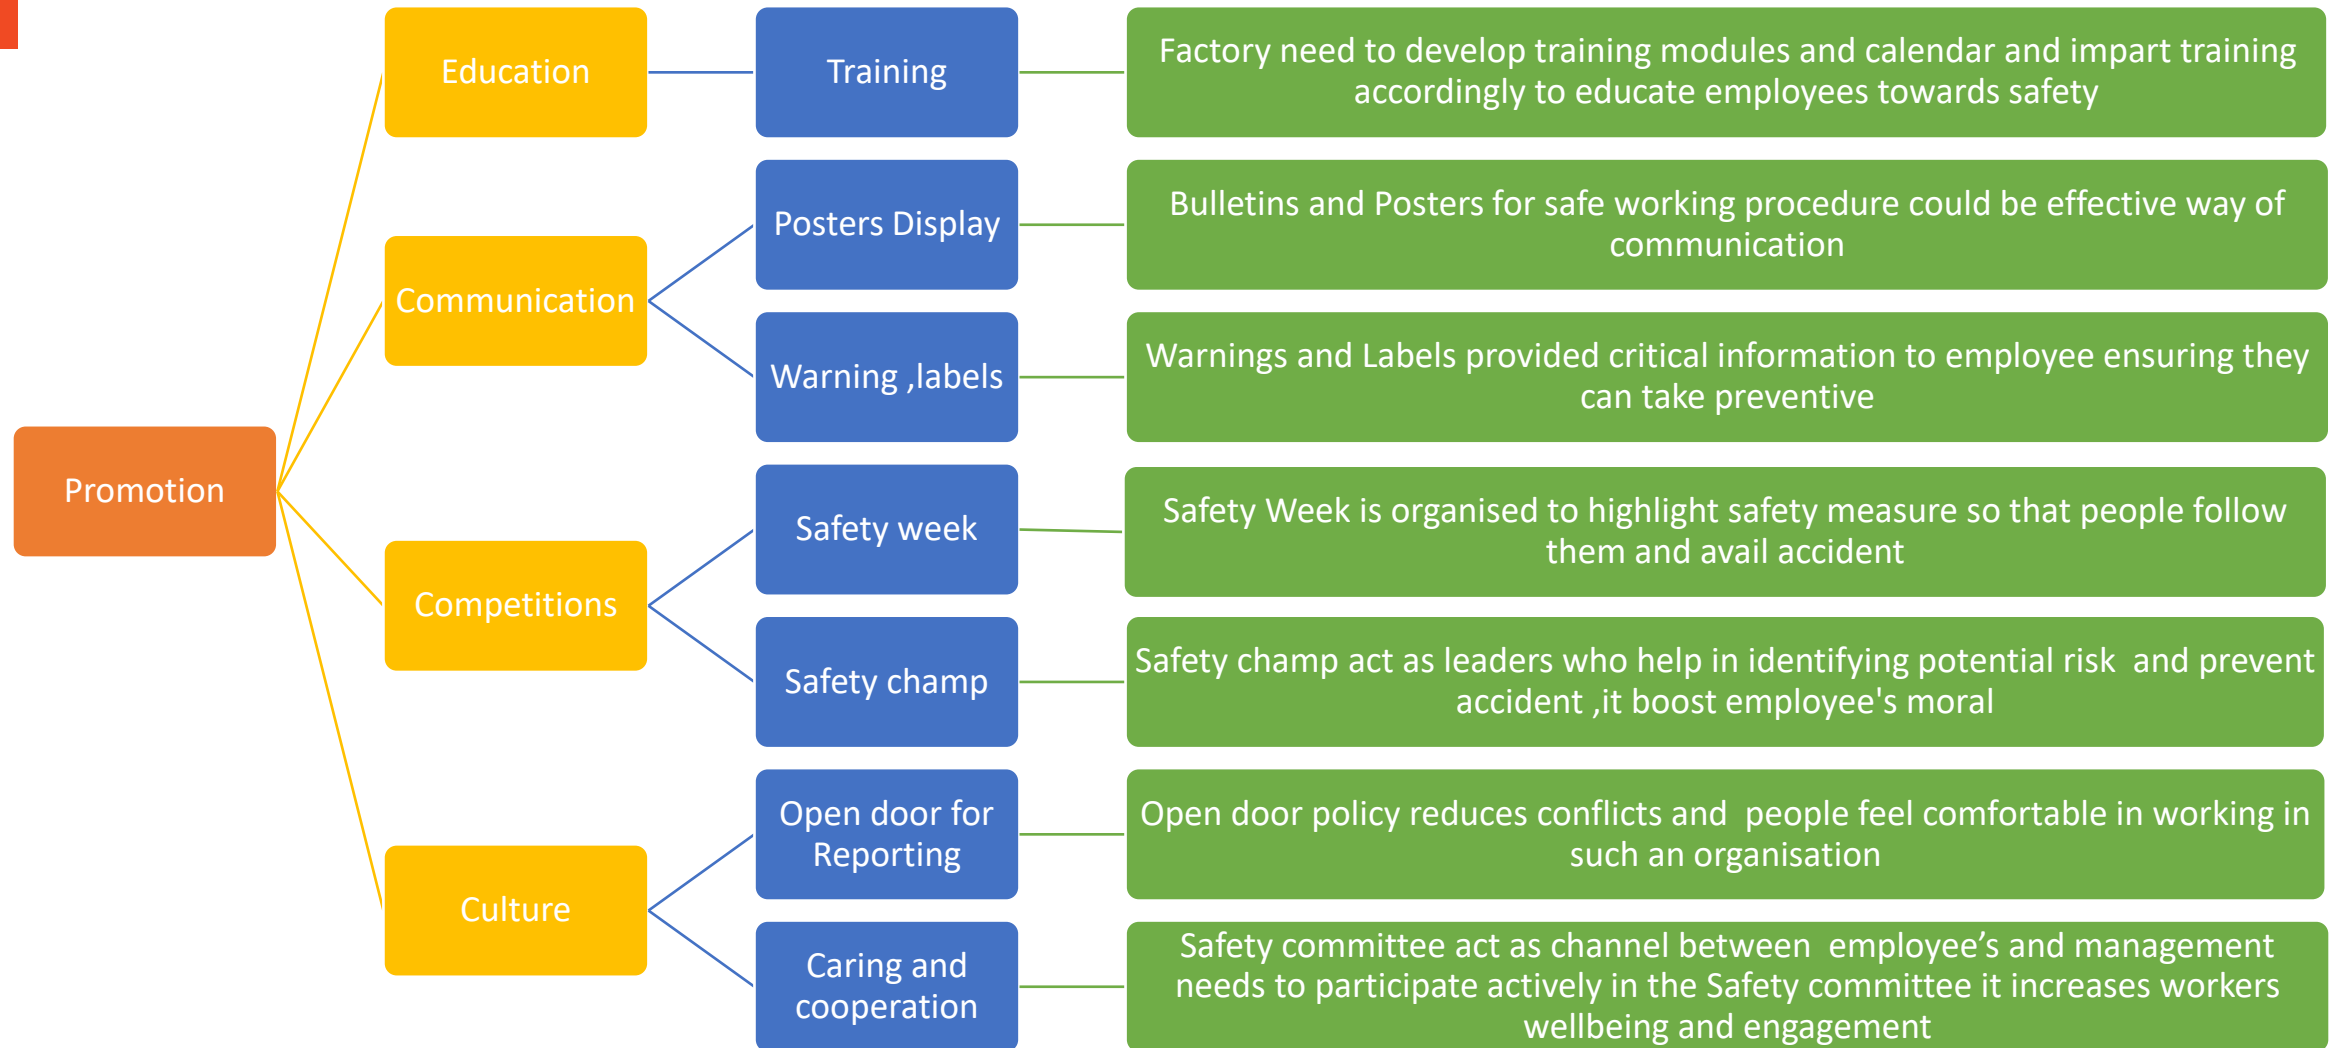 Promotion
Education
Training
Factory need to develop training modules and calendar and impart training
accordingly to educate employees towards safety
Communication
Posters Display
Bulletins and Posters for safe working procedure could be effective way of
communication
Warning ,labels
Warnings and Labels provided critical information to employee ensuring they
can take preventive
Competitions
Safety week
Safety Week is organised to highlight safety measure so that people follow
them and avail accident
Safety champ
Safety champ act as leaders who help in identifying potential risk  and prevent
accident ,it boost employee's moral
Culture
Open door for
Reporting
Open door policy reduces conflicts and  people feel comfortable in working in
such an organisation
Caring and
cooperation
Safety committee act as channel between  employee’s and management
needs to participate actively in the Safety committee it increases workers
wellbeing and engagement